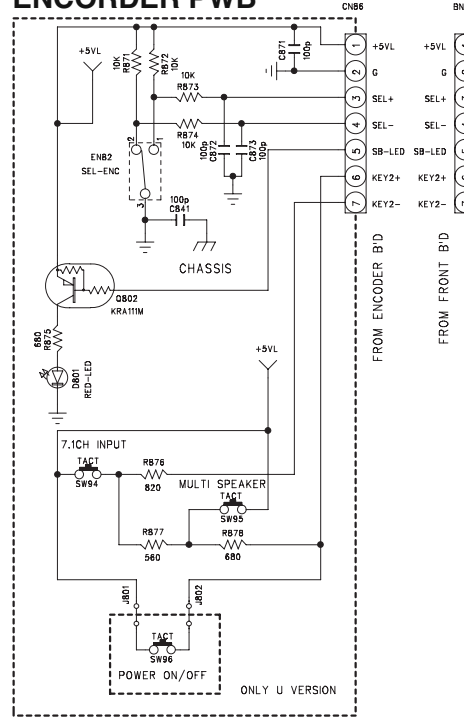 ENCORDER PWB
CN86
BN
+5VL
R871
10K
R872
10K
C871
100p
1
+5VL
+5VL
2
G
G
10K
R873
3
SEL+
SEL+
R874
10K
4
SEL-
SEL-
2
1
EN82
SEL-ENC
100p
C872
C873
100p
5
SB-LED
SB-LED
6
KEY2+
KEY2+
3
100p
C841
7
KEY2-
KEY2-
CHASSIS
FROM ENCODER B'D
FROM FRONT B'D
Q802
KRA111M
680
R875
D801
RED-LED
+5VL
7.1CH INPUT
TACT
SW94
R876
820
MULTI SPEAKER
TACT
SW95
R877
560
R878
680
J801
J802
TACT
SW96
POWER ON/OFF
ONLY U VERSION